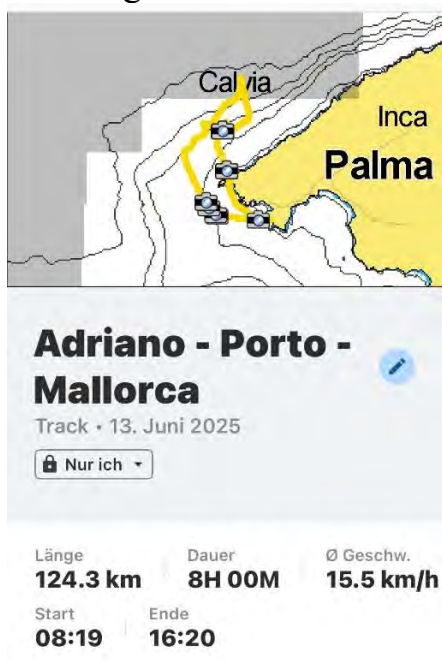 Calvia
Inca
Palma
Adriano - Porto -
Mallorca
Track • 13. Juni 2025
Nur ich
Länge
Dauer
Ø Geschw.
124.3 km
8H 00M
15.5 km/h
Start
Ende
08:19
16:20